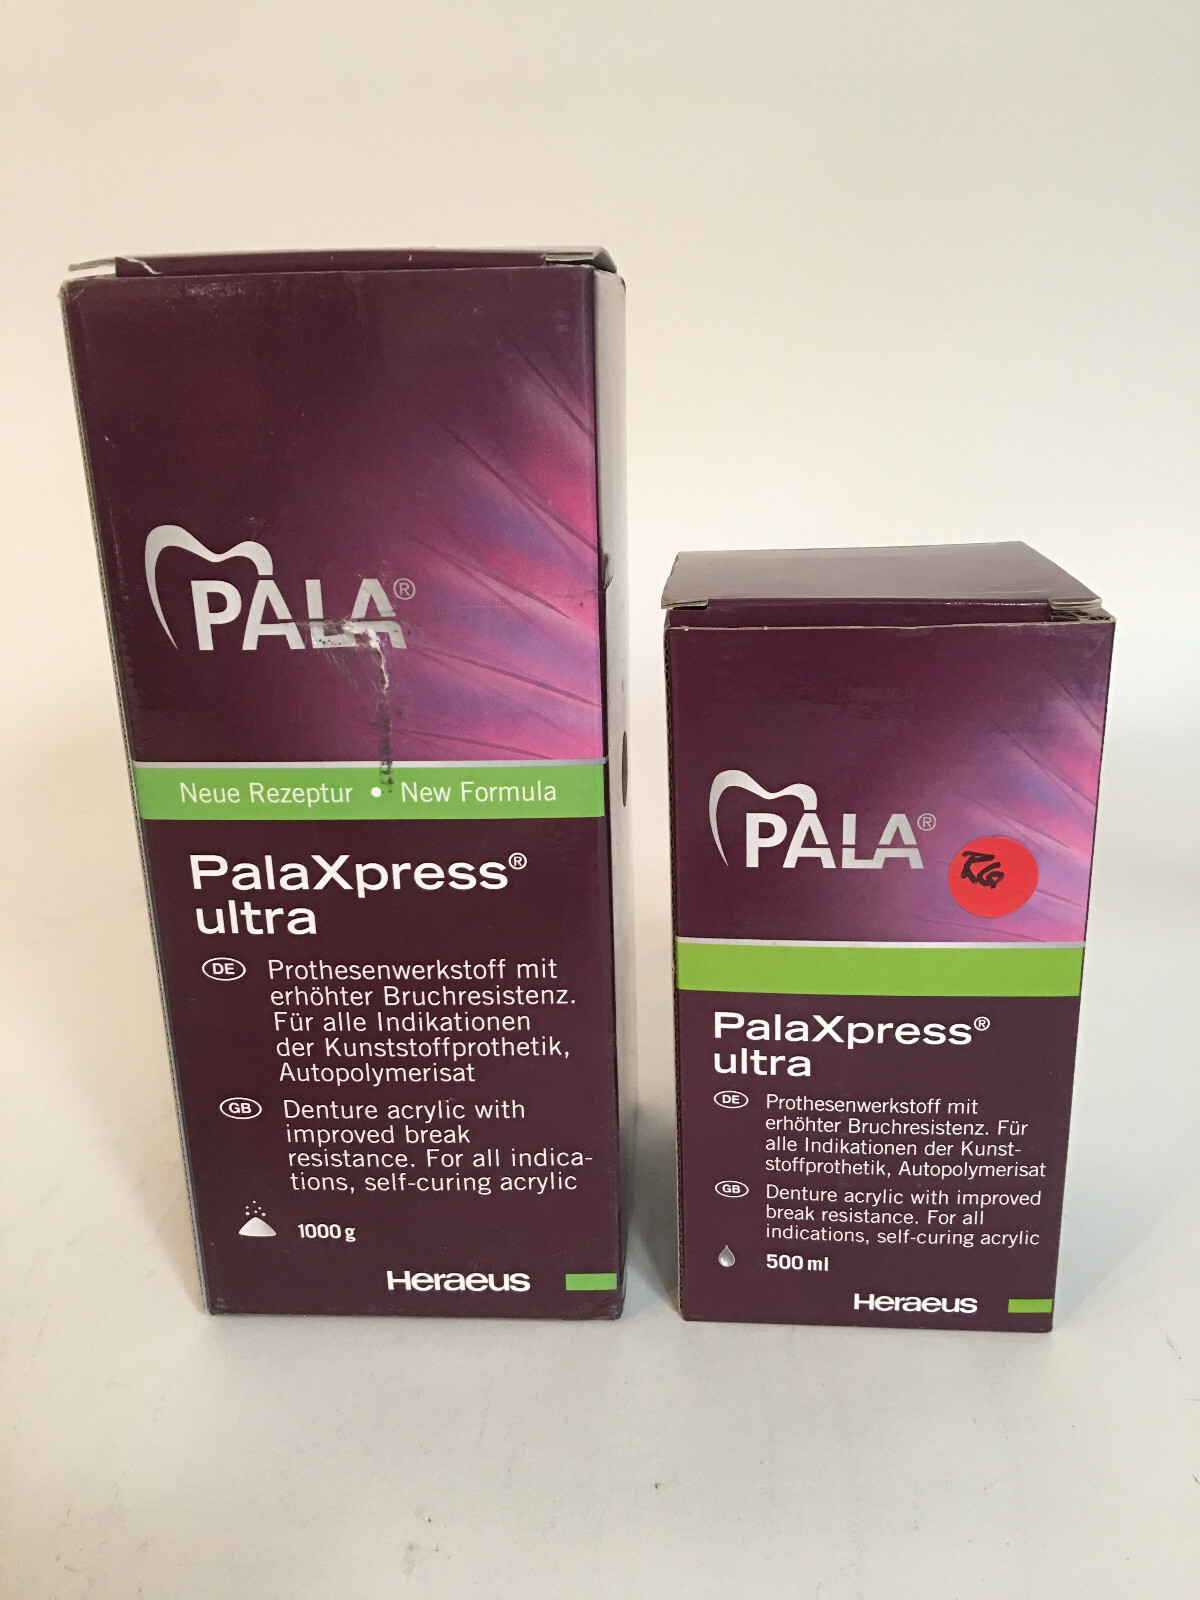 PALA®
Neue Rezeptur • New Formula
PalaXpress®
ultra
DE Prothesenwerkstoff mit
erhöhter Bruchresistenz.
Für alle Indikationen
der Kunststoffprothetik,
Autopolymerisat
GB Denture acrylic with
improved break
resistance. For all indica-
tions, self-curing acrylic
1000 g
Heraeus
PALA®
PalaXpress®
ultra
DE Prothesenwerkstoff mit
erhöhter Bruchresistenz. Für
alle Indikationen der Kunst-
stoffprothetik, Autopolymerisat
GB Denture acrylic with improved
break resistance. For all
indications, self-curing acrylic
500 ml
Heraeus